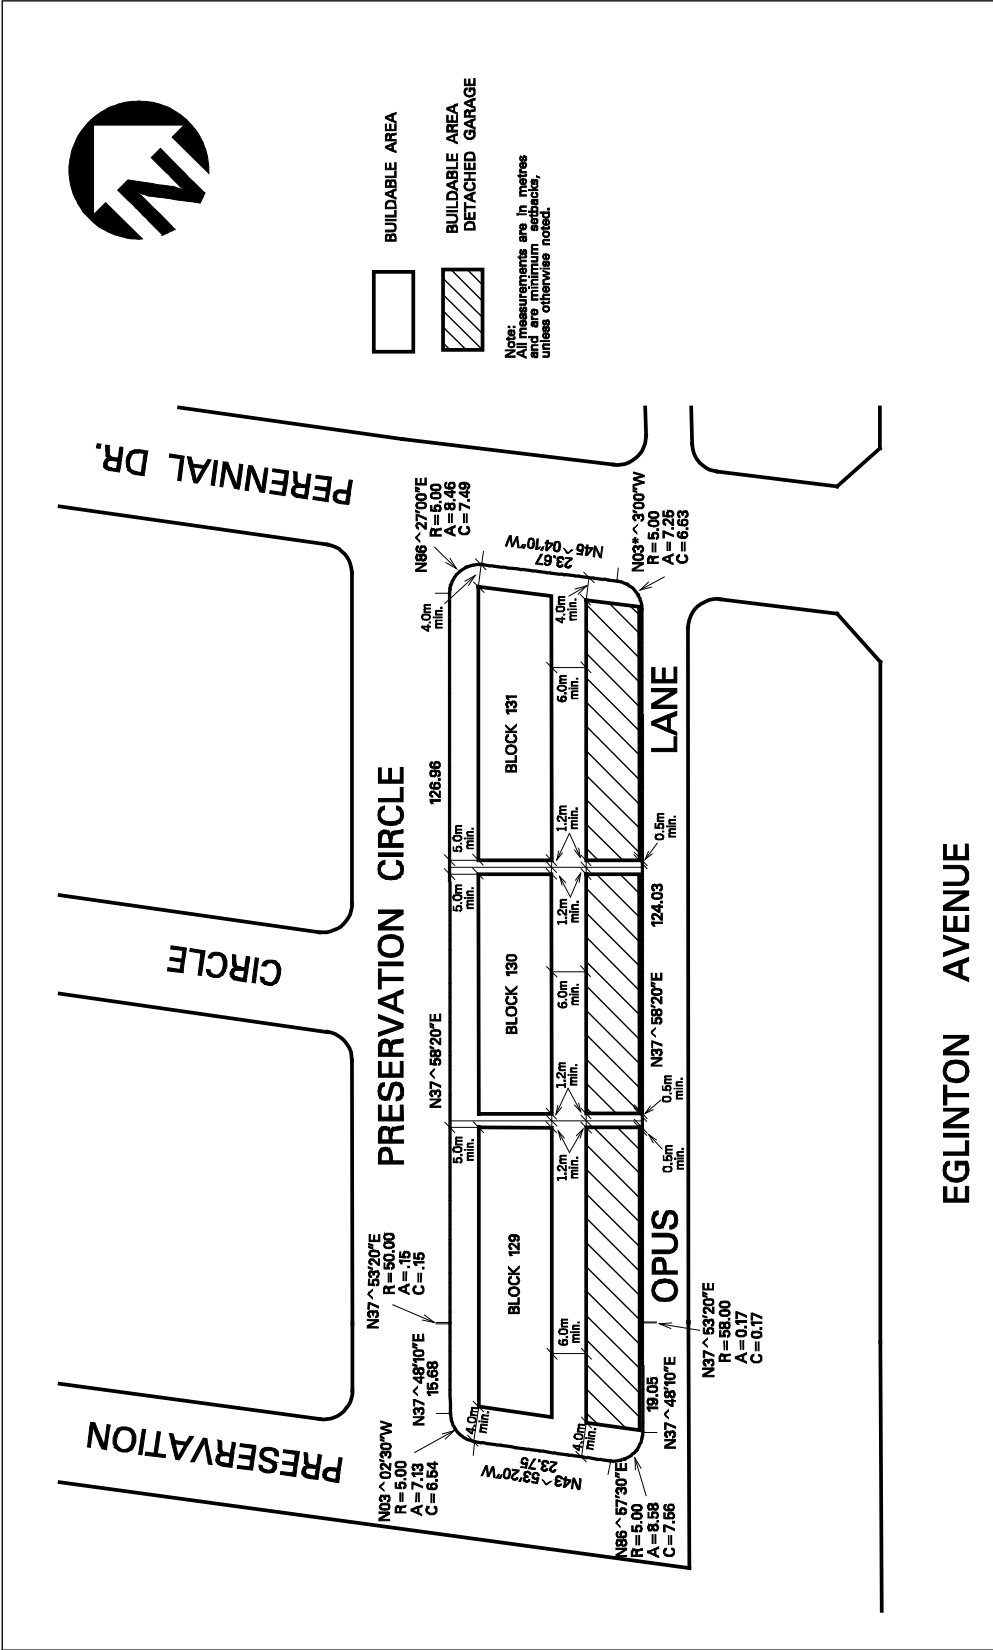 N
BUILDABLE AREA
BUILDABLE AREA
DETACHED GARAGE
Note:
All measurements are in metres
and are minimum setbacks,
unless otherwise noted.
PRESERVATION
CIRCLE
PERENNIAL DR.
PRESERVATION CIRCLE
N03^02'30"W
R=5.00
A=7.13
C=6.54
N37^48'10"E
15.68
N37^53'20"E
R=50.00
A=.15
C=.15
N37^58'20"E
126.96
N86^27'00"E
R=5.00
A=8.46
C=7.49
4.0m
min.
5.0m
min.
5.0m
min.
5.0m
min.
4.0m
min.
N43^53'20"W
23.75
BLOCK 129
BLOCK 130
BLOCK 131
N45^04'10"W
23.67
6.0m
min.
1.2m
min.
1.2m
min.
6.0m
min.
1.2m
min.
1.2m
min.
6.0m
min.
4.0m
min.
4.0m
min.
N86^57'30"E
R=5.00
A=8.58
C=7.56
19.05
N37^48'10"E
OPUS
0.5m
min.
0.5m
min.
N37^58'20"E
124.03
0.5m
min.
LANE
N03*^3'00"W
R=5.00
A=7.25
C=6.63
N37^53'20"E
R=58.00
A=0.17
C=0.17
EGLINTON AVENUE